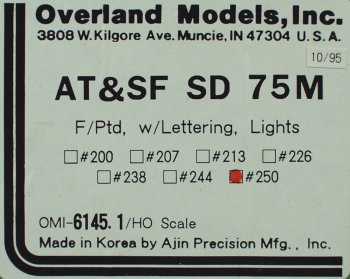 Overland Models, Inc.
3808 W. Kilgore Ave. Muncie, IN 47304 U.S.A.
10/95
AT&SF SD 75M
F/Ptd, w/Lettering, Lights
#200 #207 #213 #226
#238 #244 #250
OMI-6145.1/HO Scale
Made in Korea by Ajin Precision Mfg., Inc.